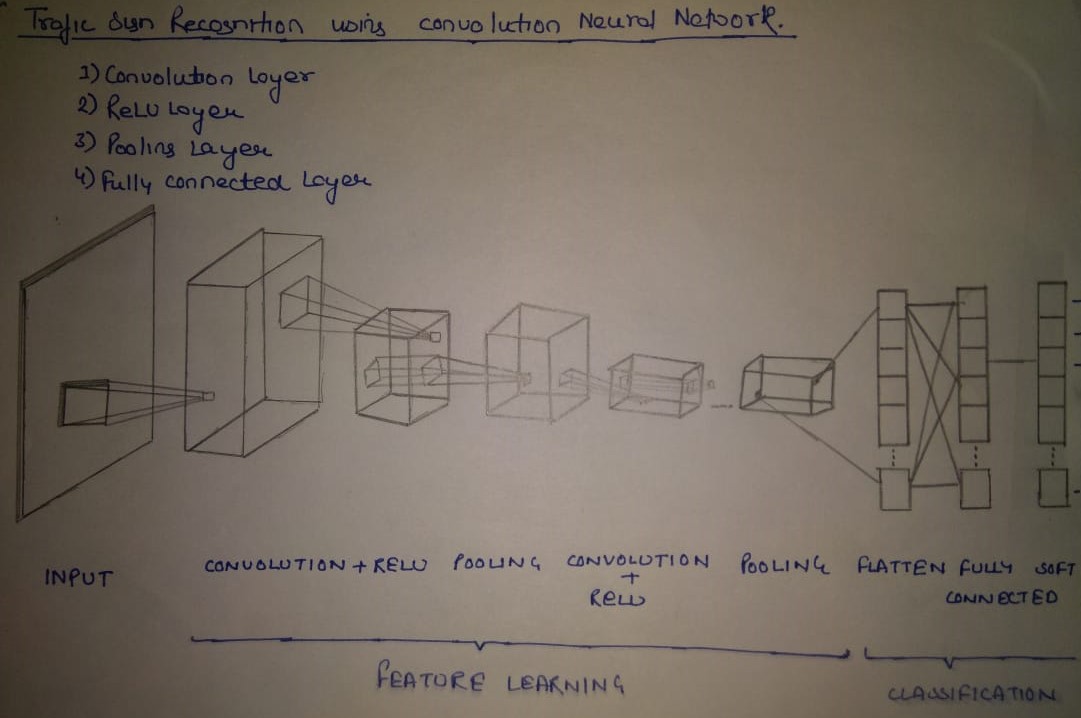 Trafic Sign Recognition using convolution Neural Network.
1) Convolution Layer
2) ReLU Layer
3) Pooling Layer
4) Fully connected Layer
INPUT
CONVOLUTION + RELU
POOLING
CONVOLUTION
+
RELU
POOLING
FLATTEN
FULLY
CONNECTED
SOFT
FEATURE LEARNING
CLASSIFICATION